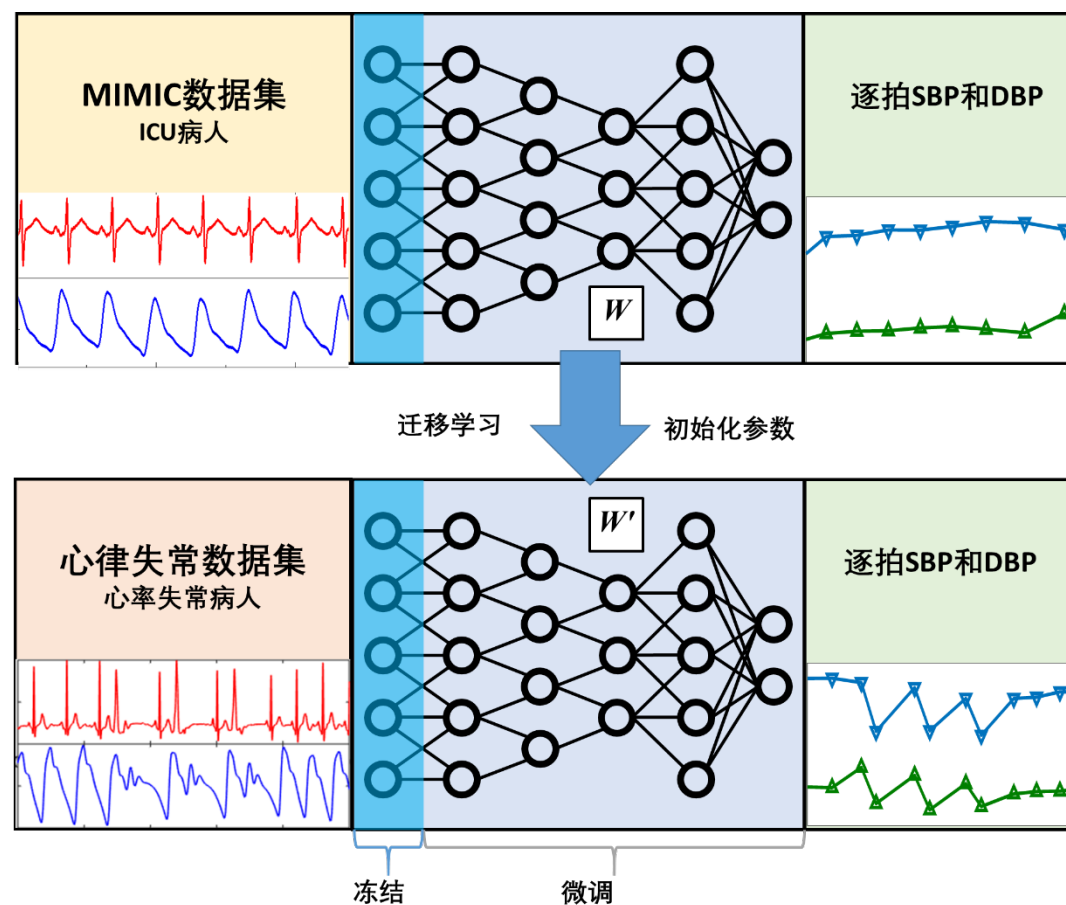 MIMIC数据集
ICU病人
逐拍SBP和DBP
W
迁移学习
初始化参数
心律失常数据集
心率失常病人
W'
逐拍SBP和DBP
冻结
微调